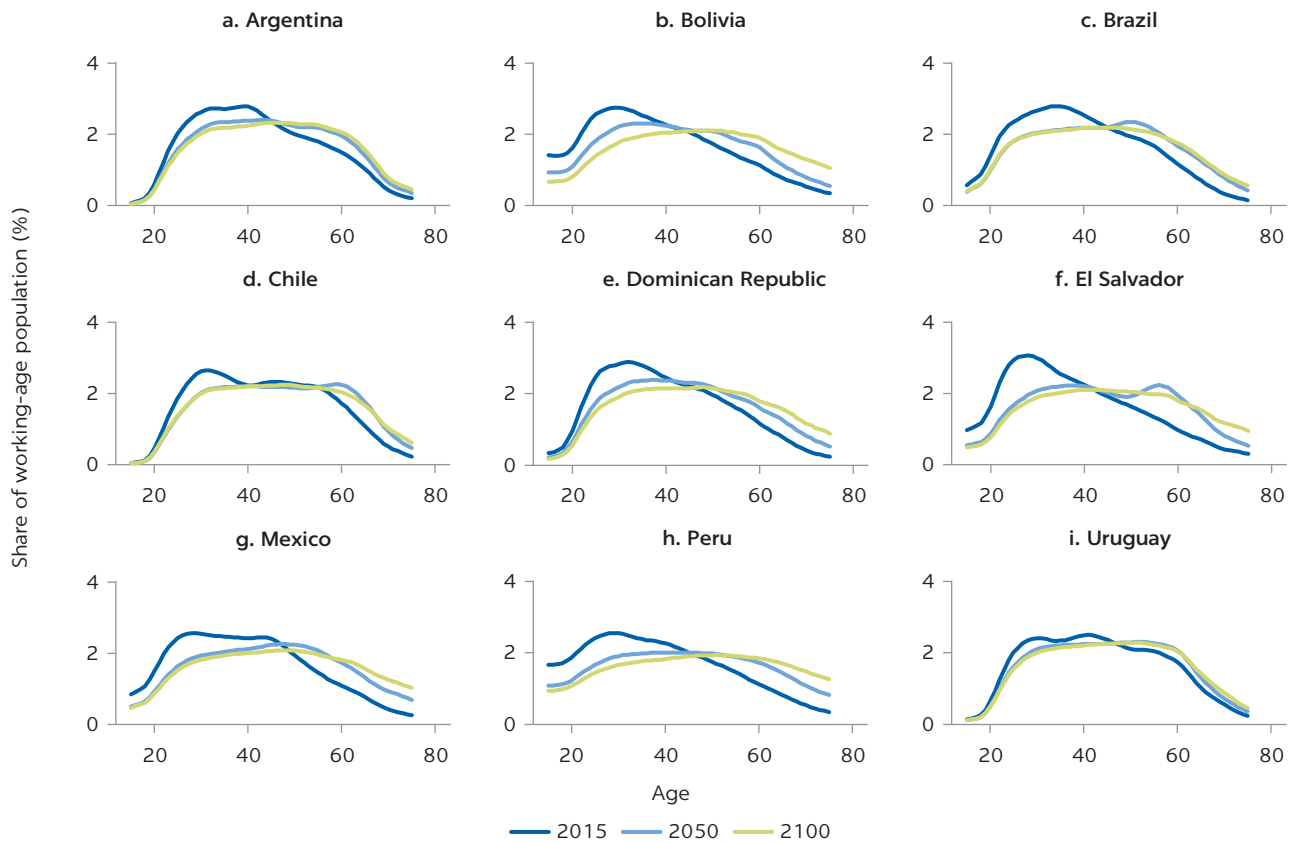 a. Argentina
b. Bolivia
c. Brazil
4
2
0
20 40 60 80
4
2
0
20 40 60 80
4
2
0
20 40 60 80
d. Chile
e. Dominican Republic
f. El Salvador
4
2
0
20 40 60 80
4
2
0
20 40 60 80
4
2
0
20 40 60 80
g. Mexico
h. Peru
i. Uruguay
4
2
0
20 40 60 80
4
2
0
20 40 60 80
4
2
0
20 40 60 80
Share of working-age population (%)
Age
2015 2050 2100